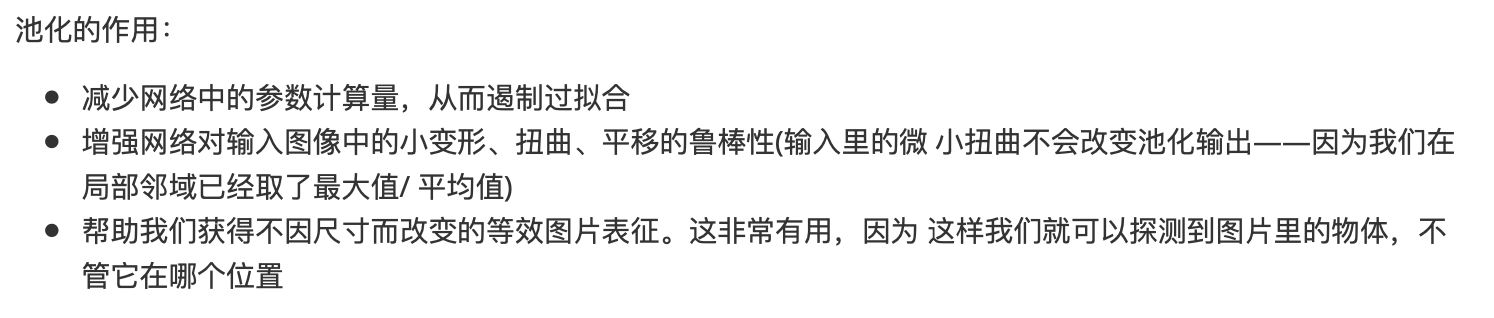 池化的作用：
● 减少网络中的参数计算量，从而遏制过拟合
● 增强网络对输入图像中的小变形、扭曲、平移的鲁棒性(输入里的微 小扭曲不会改变池化输出——因为我们在
局部邻域已经取了最大值/ 平均值)
● 帮助我们获得不因尺寸而改变的等效图片表征。这非常有用，因为 这样我们就可以探测到图片里的物体，不
管它在哪个位置